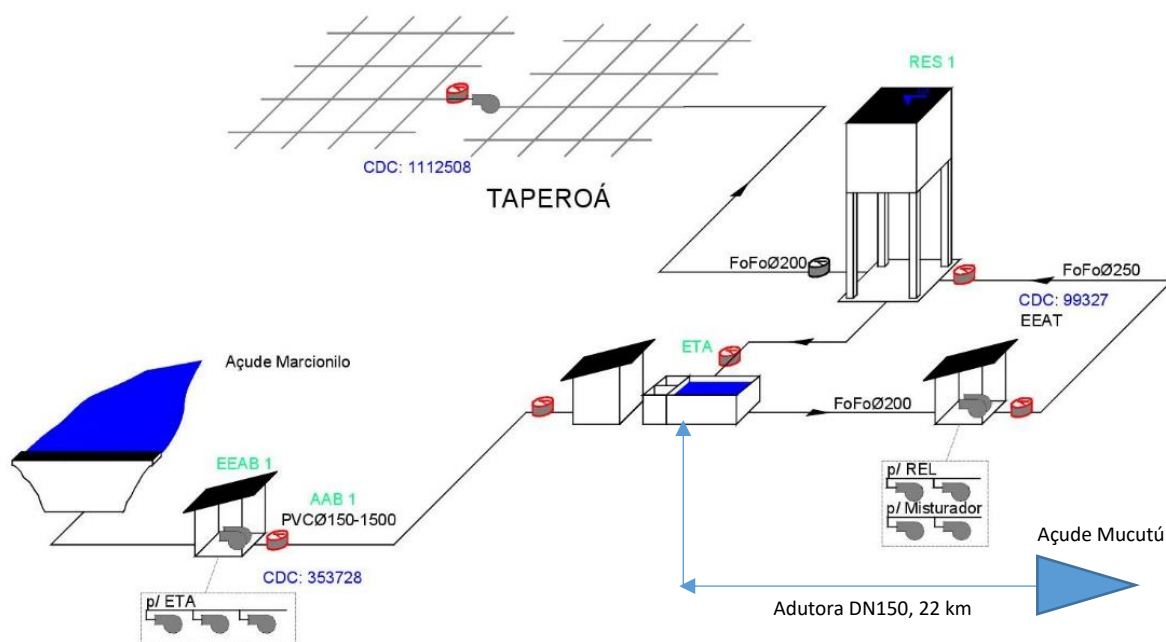 RES 1
CDC: 1112508
TAPEROÁ
FoFoØ200
FoFoØ250
CDC: 99327
EEAT
ETA
Açude Marcionilo
FoFoØ200
EEAB 1
AAB 1
PVCØ150-1500
p/ REL
p/ Misturador
Açude Mucutú
CDC: 353728
p/ ETA
Adutora DN150, 22 km